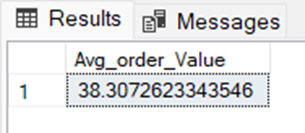 Results Messages
Avg_order_Value
1 38.3072623343546